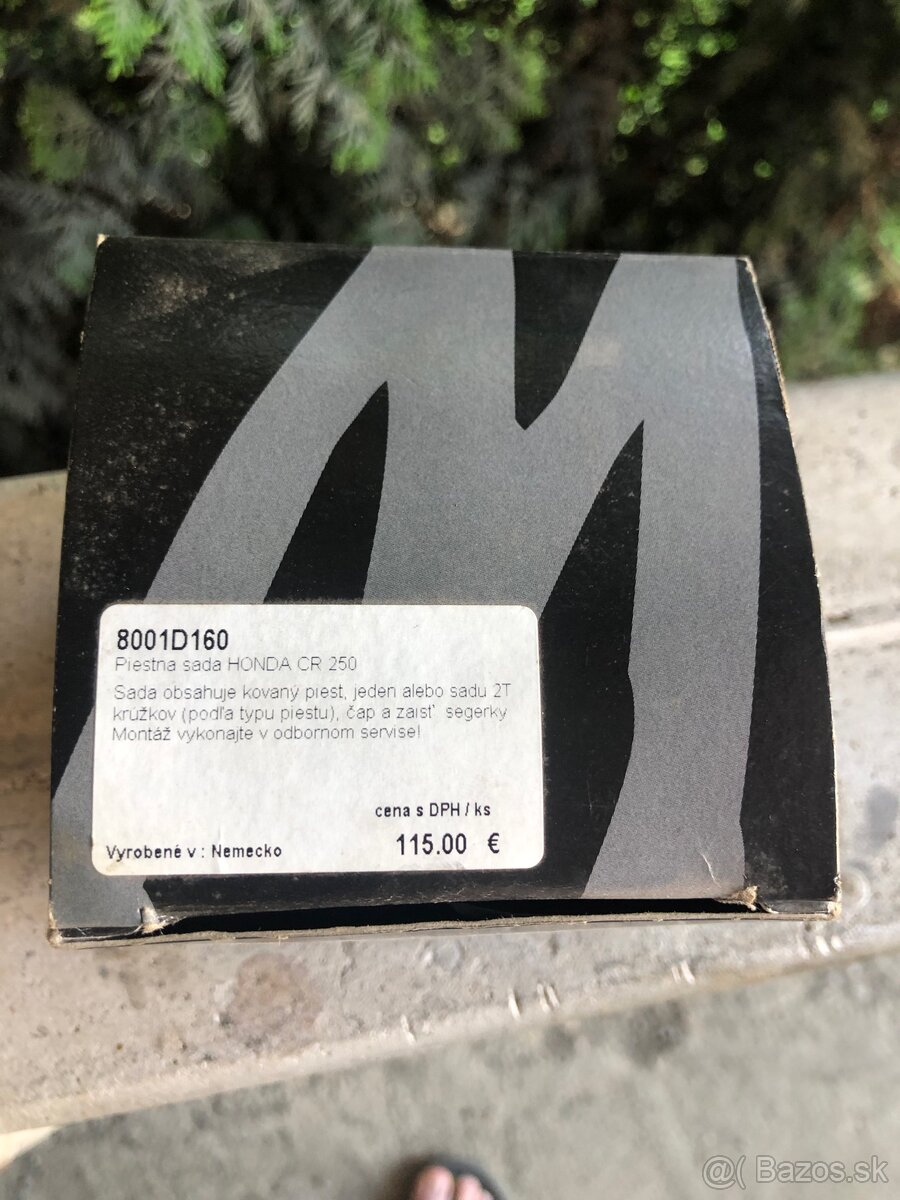 8001D160
Piestna sada HONDA CR 250
Sada obsahuje kovaný piest, jeden alebo sadu 2T
krúžkov (podľa typu piestu), čap a zaisť segerky
Montáž vykonajte v odbornom servise!
cena s DPH / ks
Vyrobené v : Nemecko 115.00 €
@( Bazos.sk